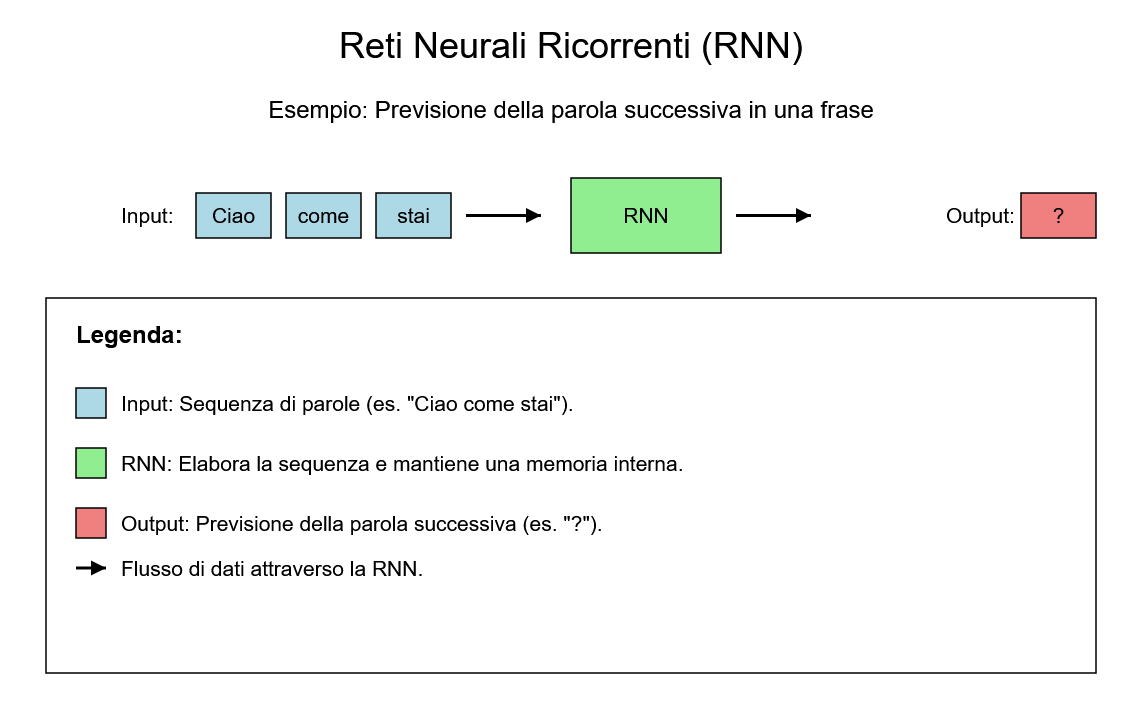 Reti Neurali Ricorrenti (RNN)
Esempio: Previsione della parola successiva in una frase
Input: Ciao come stai RNN Output: ?
Legenda:
Input: Sequenza di parole (es. "Ciao come stai").
RNN: Elabora la sequenza e mantiene una memoria interna.
Output: Previsione della parola successiva (es. "?").
Flusso di dati attraverso la RNN.